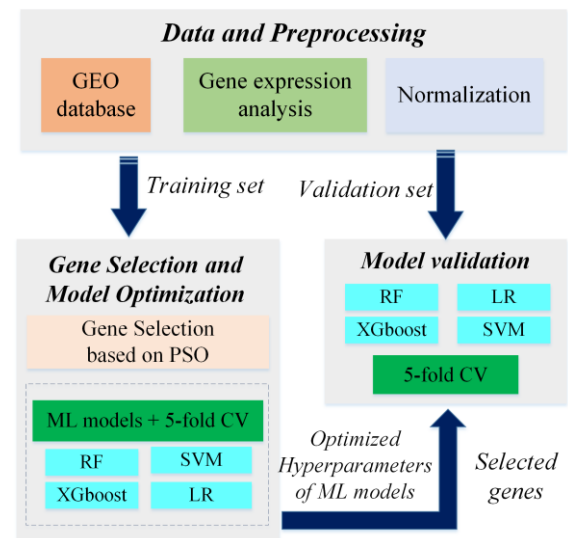 Data and Preprocessing
GEO
database
Gene expression
analysis
Normalization
Training set
Validation set
Gene Selection and
Model Optimization
Gene Selection
based on PSO
ML models + 5-fold CV
RF
SVM
XGboost
LR
Model validation
RF
LR
XGboost
SVM
5-fold CV
Optimized
Hyperparameters
of ML models
Selected
genes